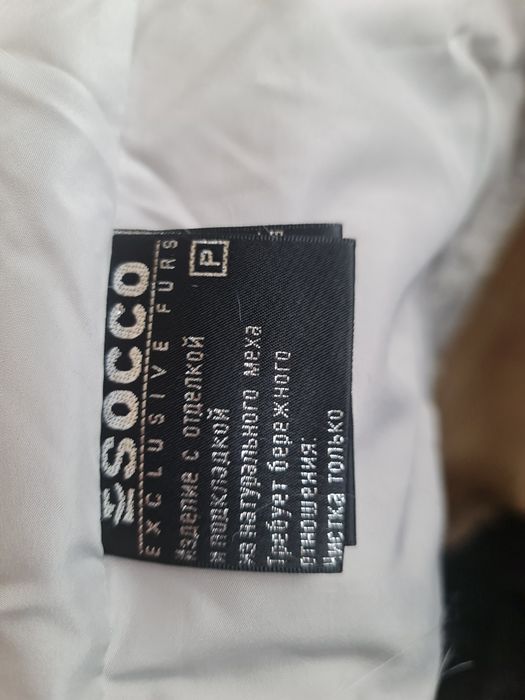 ESOCCO
EXCLUSIVE FURS
P
Изделие с отделкой
и подкладкой
из натурального меха
Требует бережного
отношения:
чистка только